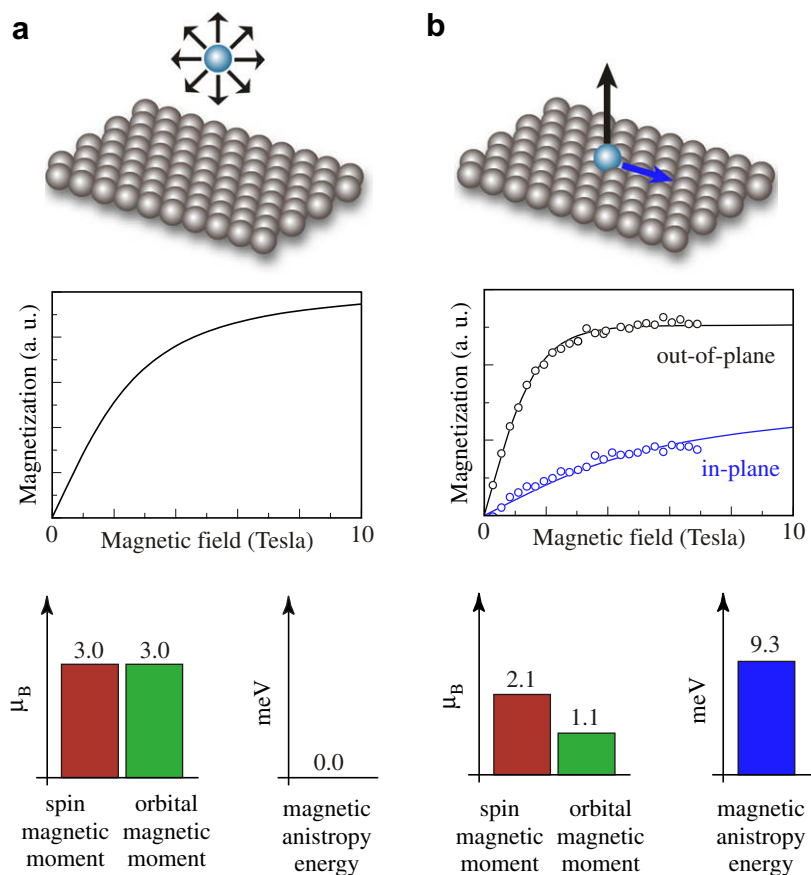 a
b
Magnetization (a. u.)
0
10
Magnetic field (Tesla)
Magnetization (a. u.)
out-of-plane
in-plane
0
10
Magnetic field (Tesla)
μB
3.0
3.0
spin
magnetic
moment
orbital
magnetic
moment
meV
0.0
magnetic
anistropy
energy
μB
2.1
1.1
spin
magnetic
moment
orbital
magnetic
moment
meV
9.3
magnetic
anistropy
energy